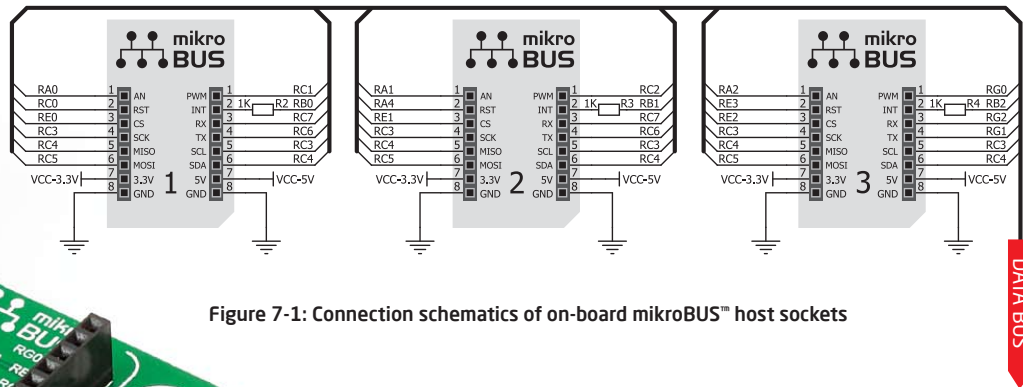 mikro
BUS
RA0 1 AN PWM 1 RC1
RC0 2 RST INT 2 1K R2 RB0
RE0 3 CS RX 3 RC7
RC3 4 SCK TX 4 RC6
RC4 5 MISO SCL 5 RC3
RC5 6 MOSI SDA 6 RC4
VCC-3.3V 7 3.3V 5V 7 VCC-5V
8 GND GND 8
1
mikro
BUS
RA1 1 AN PWM 1 RC2
RA4 2 RST INT 2 1K R3 RB1
RE1 3 CS RX 3 RC7
RC3 4 SCK TX 4 RC6
RC4 5 MISO SCL 5 RC3
RC5 6 MOSI SDA 6 RC4
VCC-3.3V 7 3.3V 5V 7 VCC-5V
8 GND GND 8
2
mikro
BUS
RA2 1 AN PWM 1 RG0
RE3 2 RST INT 2 1K R4 RB2
RE2 3 CS RX 3 RG2
RC3 4 SCK TX 4 RG1
RC4 5 MISO SCL 5 RC3
RC5 6 MOSI SDA 6 RC4
VCC-3.3V 7 3.3V 5V 7 VCC-5V
8 GND GND 8
3
DATA BUS
Figure 7-1: Connection schematics of on-board mikroBUS™ host sockets
mik
BU
RG0